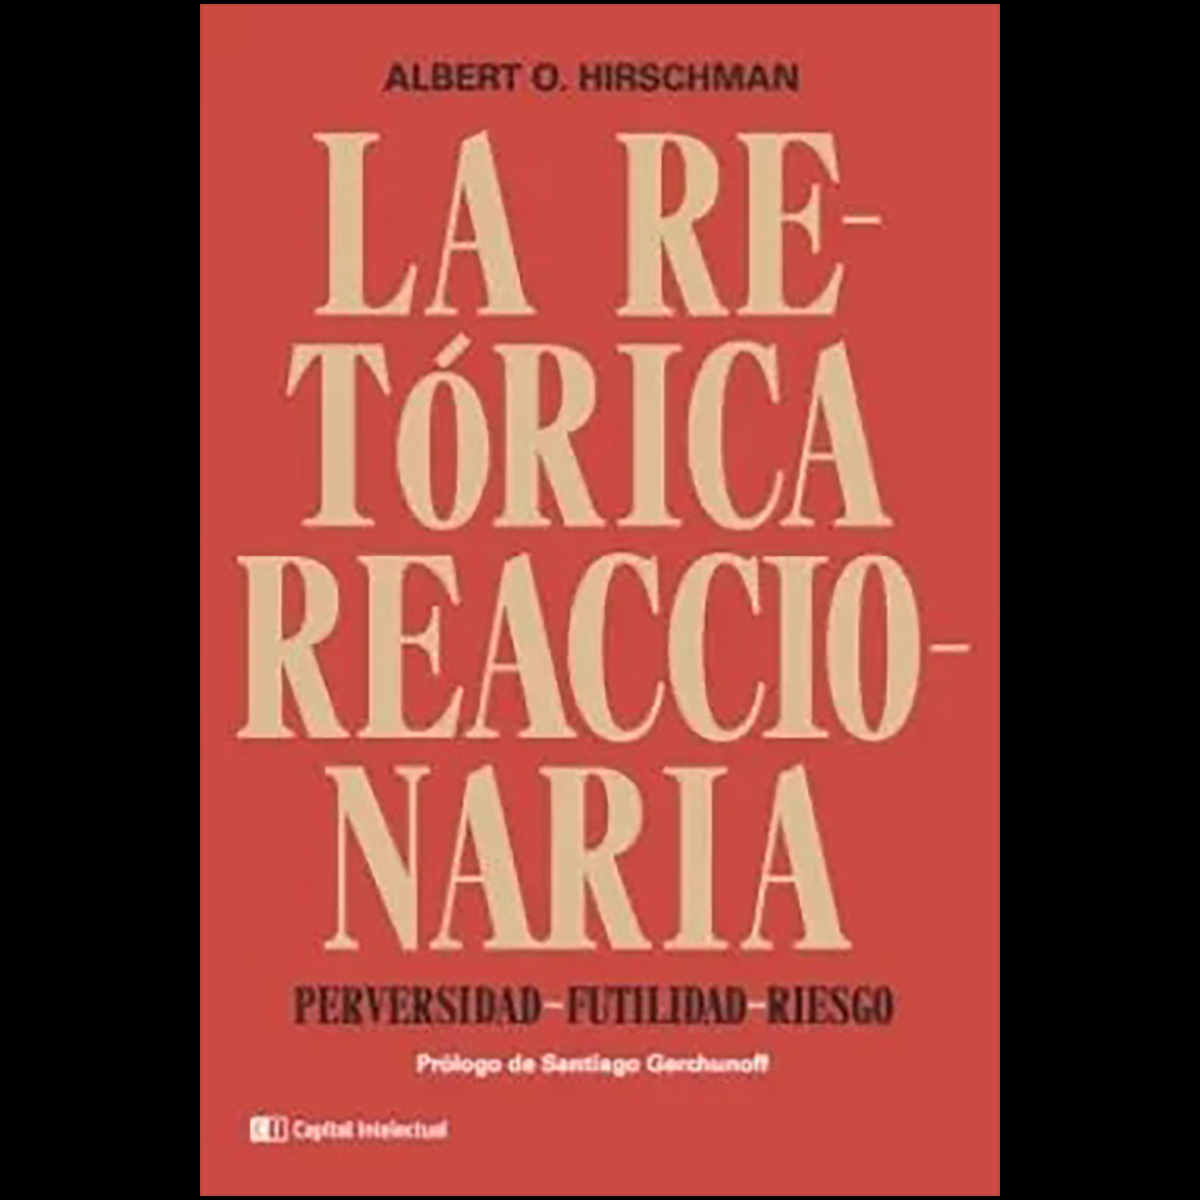 ALBERT O. HIRSCHMAN
LA RE-
TÓRICA
REACCIO-
NARIA
PERVERSIDAD-FUTILIDAD-RIESGO
Prólogo de Santiago Gerchunoff
CI Capital Intelectual